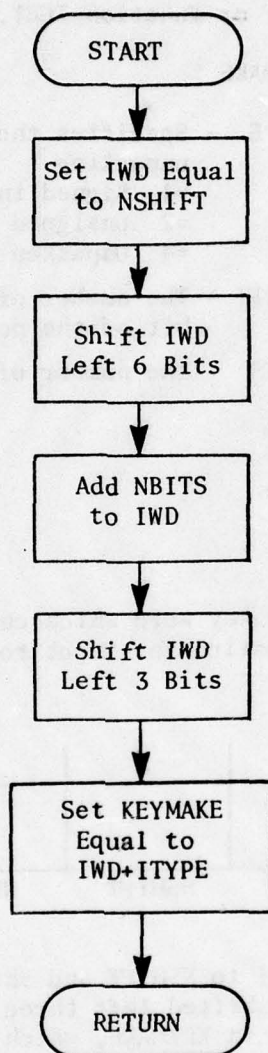 START
Set IWD Equal
to NSHIFT
Shift IWD
Left 6 Bits
Add NBITS
to IWD
Shift IWD
Left 3 Bits
Set KEYMAKE
Equal to
IWD+ITYPE
RETURN